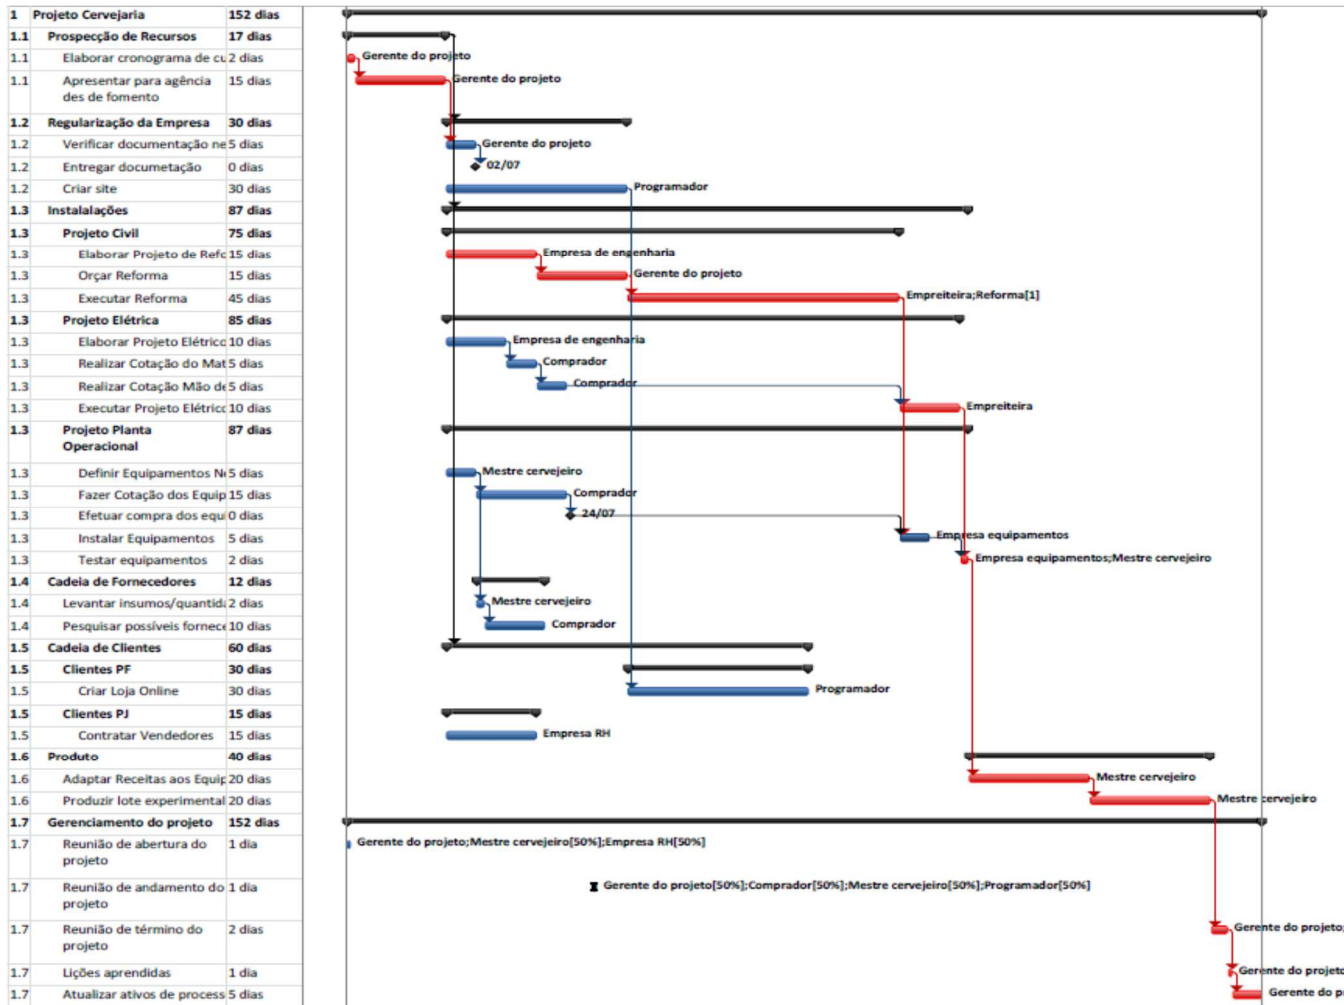 1 Projeto Cervejaria 152 dias
1.1 Prospecção de Recursos 17 dias
1.1 Elaborar cronograma de cu 2 dias Gerente do projeto
1.1 Apresentar para agência 15 dias Gerente do projeto
des de fomento
1.2 Regularização da Empresa 30 dias
1.2 Verificar documentação ne 5 dias Gerente do projeto
1.2 Entregar documetação 0 dias 02/07
1.2 Criar site 30 dias Programador
1.3 Instalalações 87 dias
1.3 Projeto Civil 75 dias
1.3 Elaborar Projeto de Refo 15 dias Empresa de engenharia
1.3 Orçar Reforma 15 dias Gerente do projeto
1.3 Executar Reforma 45 dias Empreiteira;Reforma[1]
1.3 Projeto Elétrica 85 dias
1.3 Elaborar Projeto Elétrico 10 dias Empresa de engenharia
1.3 Realizar Cotação do Mat 5 dias Comprador
1.3 Realizar Cotação Mão de 5 dias Comprador
1.3 Executar Projeto Elétrico 10 dias Empreiteira
1.3 Projeto Planta 87 dias
Operacional
1.3 Definir Equipamentos Ne 5 dias Mestre cervejeiro
1.3 Fazer Cotação dos Equip 15 dias Comprador
1.3 Efetuar compra dos equi 0 dias 24/07
1.3 Instalar Equipamentos 5 dias Empresa equipamentos
1.3 Testar equipamentos 2 dias Empresa equipamentos;Mestre cervejeiro
1.4 Cadeia de Fornecedores 12 dias
1.4 Levantar insumos/quantida 2 dias Mestre cervejeiro
1.4 Pesquisar possíveis fornece 10 dias Comprador
1.5 Cadeia de Clientes 60 dias
1.5 Clientes PF 30 dias
1.5 Criar Loja Online 30 dias Programador
1.5 Clientes PJ 15 dias
1.5 Contratar Vendedores 15 dias Empresa RH
1.6 Produto 40 dias
1.6 Adaptar Receitas aos Equip 20 dias Mestre cervejeiro
1.6 Produzir lote experimental 20 dias Mestre cervejeiro
1.7 Gerenciamento do projeto 152 dias
1.7 Reunião de abertura do 1 dia Gerente do projeto;Mestre cervejeiro[50%];Empresa RH[50%]
projeto
1.7 Reunião de andamento do 1 dia Gerente do projeto[50%];Comprador[50%];Mestre cervejeiro[50%];Programador[50%]
projeto
1.7 Reunião de término do 2 dias Gerente do projeto;
projeto
1.7 Lições aprendidas 1 dia Gerente do projeto
1.7 Atualizar ativos de process 5 dias Gerente do pr